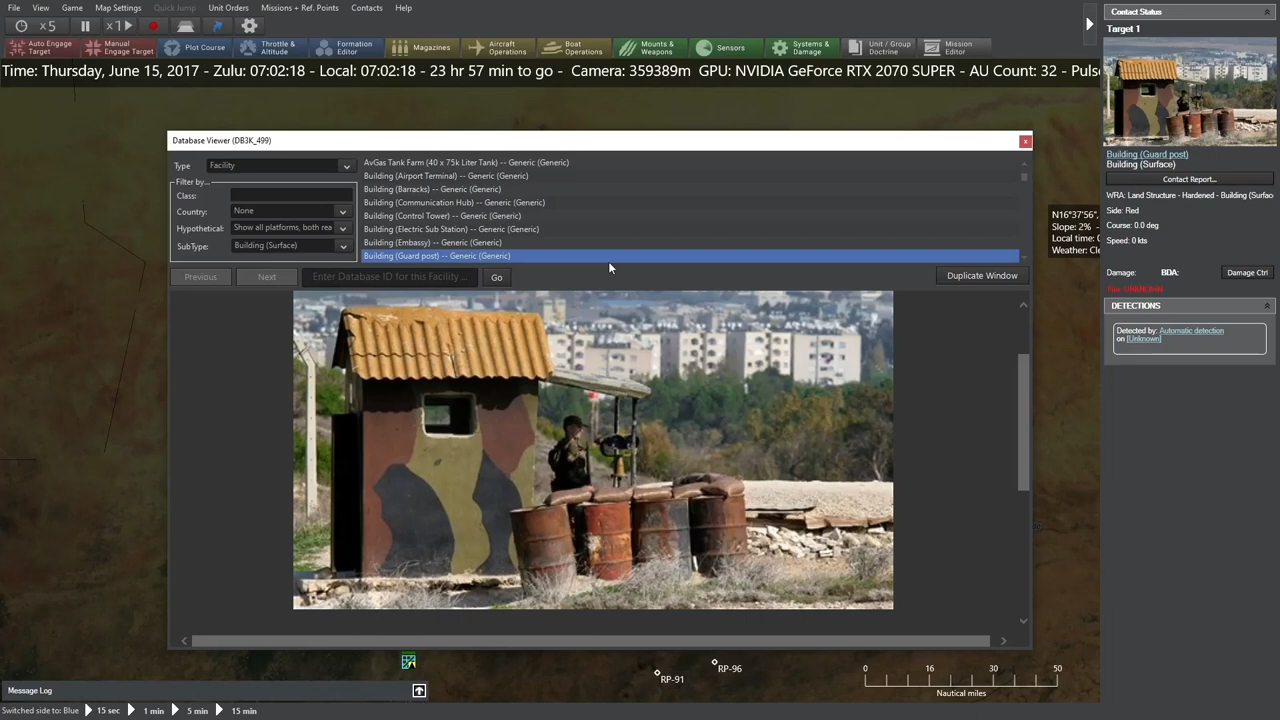 File View Game Map Settings Quick Jump Unit Orders Missions + Ref. Points Contacts Help
x5 x1
Auto Engage Target
Manual Engage Target
Plot Course
Throttle & Altitude
Formation Editor
Magazines
Aircraft Operations
Boat Operations
Mounts & Weapons
Sensors
Systems & Damage
Unit / Group Doctrine
Mission Editor
Time: Thursday, June 15, 2017 - Zulu: 07:02:18 - Local: 07:02:18 - 23 hr 57 min to go - Camera: 359389m GPU: NVIDIA GeForce RTX 2070 SUPER - AU Count: 32 - Pulse
Database Viewer (DB3K_499)
x
Type Facility
Filter by...
Class:
Country: None
Hypothetical: Show all platforms, both rea
SubType: Building (Surface)
AvGas Tank Farm (40 x 75k Liter Tank) -- Generic (Generic)
Building (Airport Terminal) -- Generic (Generic)
Building (Barracks) -- Generic (Generic)
Building (Communication Hub) -- Generic (Generic)
Building (Control Tower) -- Generic (Generic)
Building (Electric Sub Station) -- Generic (Generic)
Building (Embassy) -- Generic (Generic)
Building (Guard post) -- Generic (Generic)
Previous Next Enter Database ID for this Facility ... Go Duplicate Window
N16°37'56",
Slope: 2%
Local time:
Weather: Cle
Contact Status
Target 1
Building (Guard post)
Building (Surface)
Contact Report...
WRA: Land Structure - Hardened - Building (Surfac
Side: Red
Course: 0.0 deg
Speed: 0 kts
Damage: BDA: Damage Ctrl
DETECTIONS
Detected by: Automatic detection
on [Unknown]
RP-96
RP-91
0 16 30 50
Nautical miles
Message Log
Switched side to: Blue 15 sec 1 min 5 min 15 min